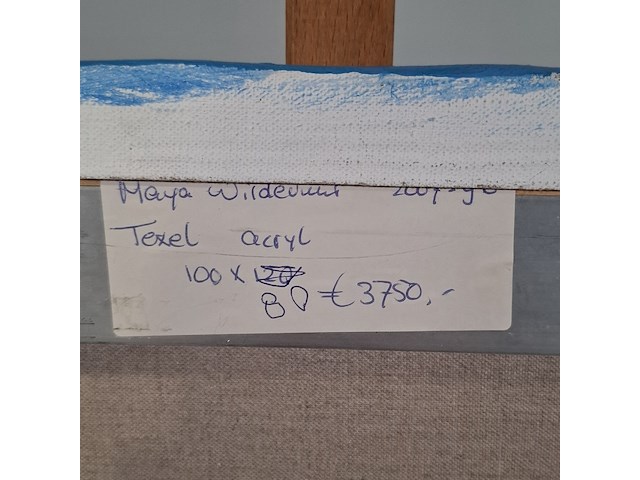 Maya Wildevuur
Texel acryl
100 x 120
80 € 3750,-